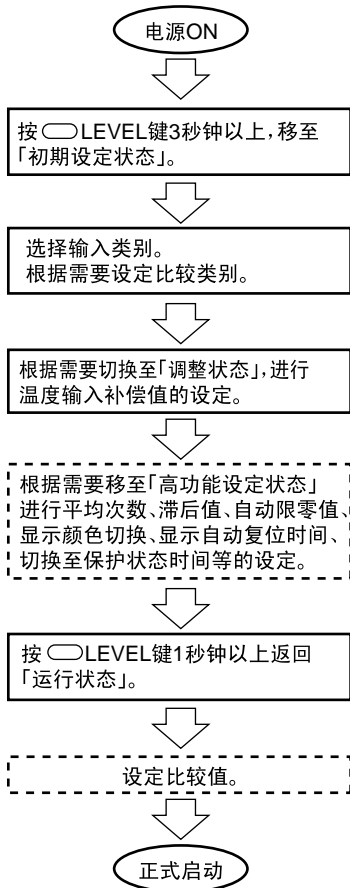 电源ON
按 LEVEL键3秒钟以上,移至
「初期设定状态」。
选择输入类别。
根据需要设定比较类别。
根据需要切换至「调整状态」,进行
温度输入补偿值的设定。
根据需要移至「高功能设定状态」
进行平均次数、滞后值、自动限零值、
显示颜色切换、显示自动复位时间、
切换至保护状态时间等的设定。
按 LEVEL键1秒钟以上返回
「运行状态」。
设定比较值。
正式启动